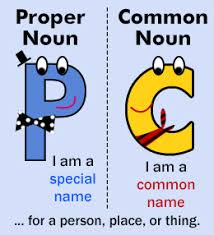 Proper
Noun
P
I am a
special
name
Common
Noun
C
I am a
common
name
... for a person, place, or thing.